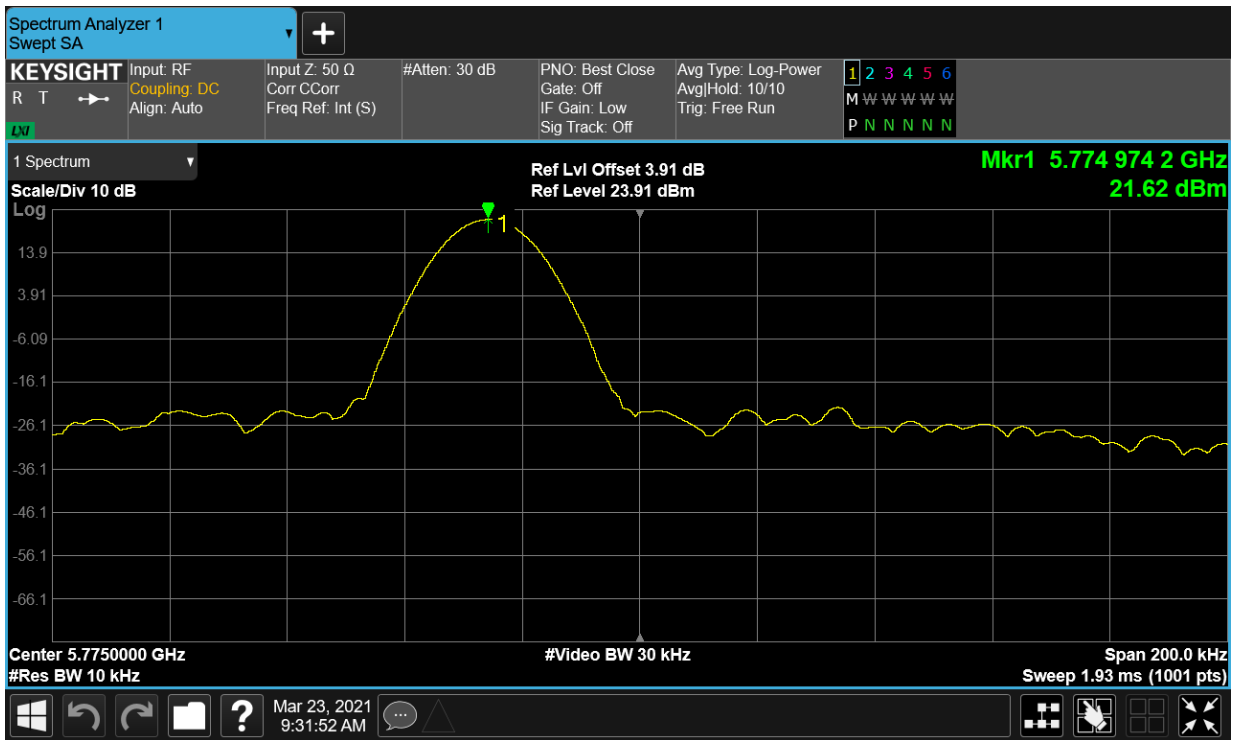 Spectrum Analyzer 1
Swept SA
KEYSIGHT
R T
LXI
Input: RF
Coupling: DC
Align: Auto
Input Z: 50 Ω
Corr CCorr
Freq Ref: Int (S)
#Atten: 30 dB
PNO: Best Close
Gate: Off
IF Gain: Low
Sig Track: Off
Avg Type: Log-Power
Avg|Hold: 10/10
Trig: Free Run
1 2 3 4 5 6
M W W W W W
P N N N N N
1 Spectrum
Scale/Div 10 dB
Log
Ref Lvl Offset 3.91 dB
Ref Level 23.91 dBm
Mkr1 5.774 974 2 GHz
21.62 dBm
1
13.9
3.91
-6.09
-16.1
-26.1
-36.1
-46.1
-56.1
-66.1
Center 5.7750000 GHz
#Res BW 10 kHz
#Video BW 30 kHz
Span 200.0 kHz
Sweep 1.93 ms (1001 pts)
?
Mar 23, 2021
9:31:52 AM